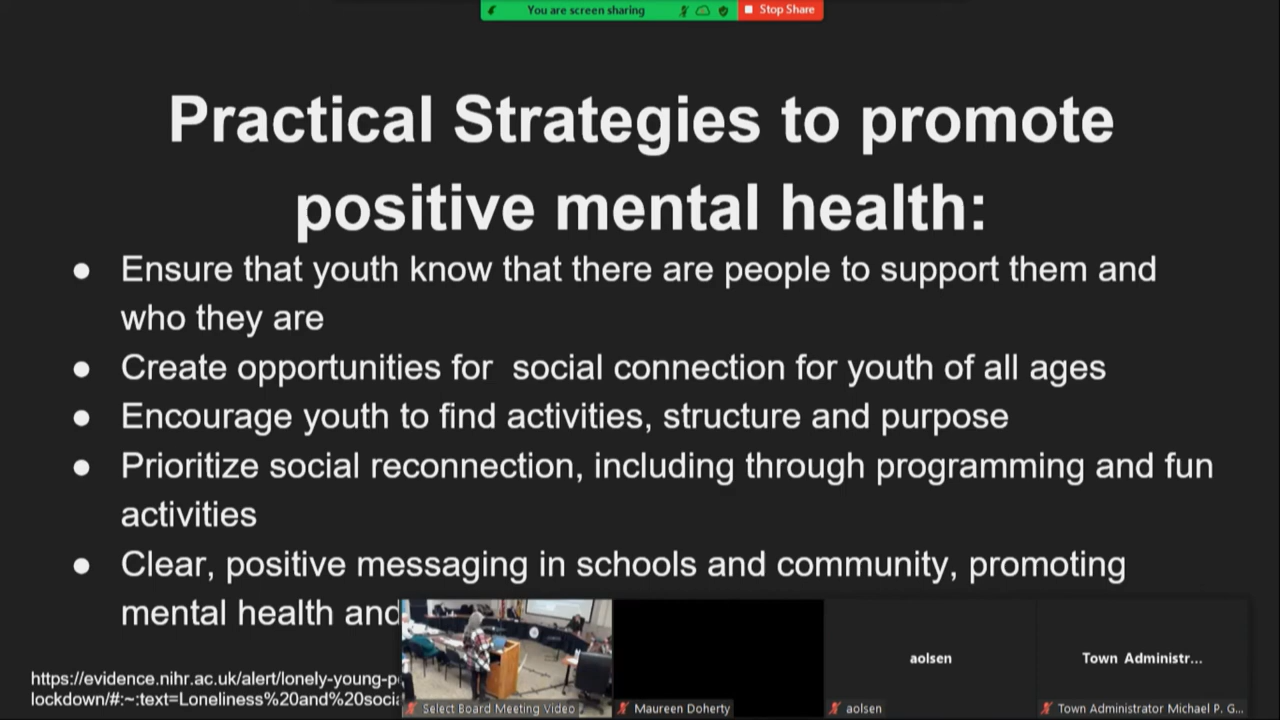 You are screen sharing
Stop Share
Practical Strategies to promote
positive mental health:
● Ensure that youth know that there are people to support them and
who they are
● Create opportunities for  social connection for youth of all ages
● Encourage youth to find activities, structure and purpose
● Prioritize social reconnection, including through programming and fun
activities
● Clear, positive messaging in schools and community, promoting
mental health and
https://evidence.nihr.ac.uk/alert/lonely-young-p
lockdown/#:~:text=Loneliness%20and%20socia
aolsen
Town Administr...
Select Board Meeting Video
Maureen Doherty
aolsen
Town Administrator Michael P. G...